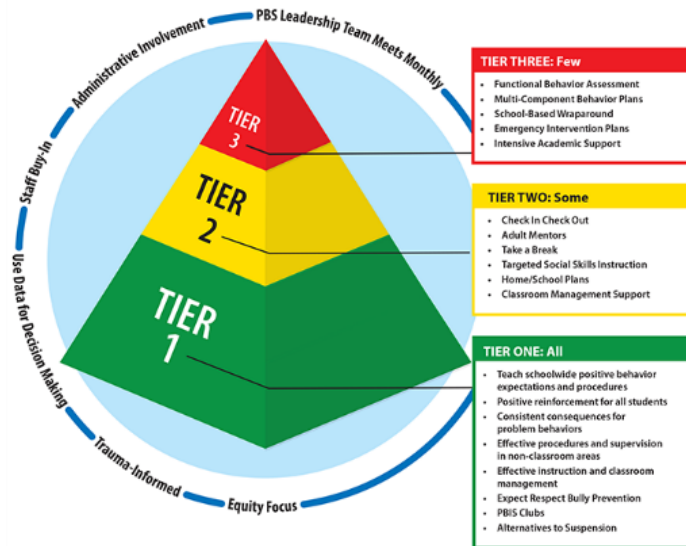 PBS Leadership Team Meets Monthly
Administrative Involvement
Staff Buy-In
Use Data for Decision Making
Trauma-Informed
Equity Focus
TIER
3
TIER
2
TIER
1
TIER THREE: Few
• Functional Behavior Assessment
• Multi-Component Behavior Plans
• School-Based Wraparound
• Emergency Intervention Plans
• Intensive Academic Support
TIER TWO: Some
• Check In Check Out
• Adult Mentors
• Take a Break
• Targeted Social Skills Instruction
• Home/School Plans
• Classroom Management Support
TIER ONE: All
• Teach schoolwide positive behavior
expectations and procedures
• Positive reinforcement for all students
• Consistent consequences for
problem behaviors
• Effective procedures and supervision
in non-classroom areas
• Effective instruction and classroom
management
• Expect Respect Bully Prevention
• PBIS Clubs
• Alternatives to Suspension